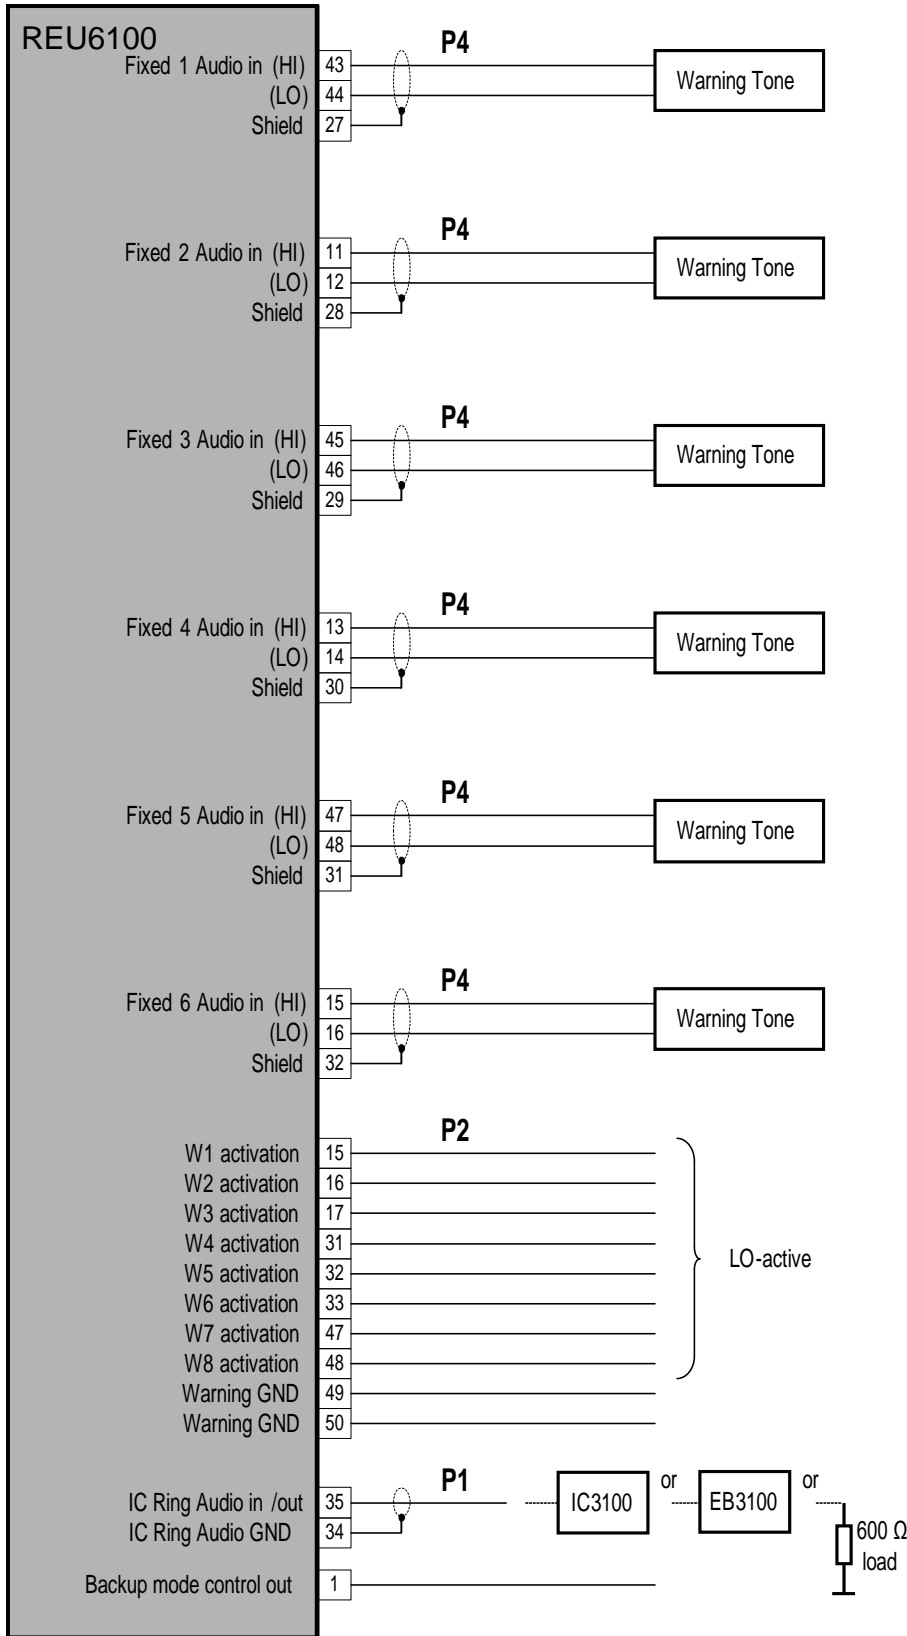 REU6100
P4
Fixed 1 Audio in (HI) 43 Warning Tone
(LO) 44
Shield 27
P4
Fixed 2 Audio in (HI) 11 Warning Tone
(LO) 12
Shield 28
P4
Fixed 3 Audio in (HI) 45 Warning Tone
(LO) 46
Shield 29
P4
Fixed 4 Audio in (HI) 13 Warning Tone
(LO) 14
Shield 30
P4
Fixed 5 Audio in (HI) 47 Warning Tone
(LO) 48
Shield 31
P4
Fixed 6 Audio in (HI) 15 Warning Tone
(LO) 16
Shield 32
P2
W1 activation 15
W2 activation 16
W3 activation 17
W4 activation 31
LO-active
W5 activation 32
W6 activation 33
W7 activation 47
W8 activation 48
Warning GND 49
Warning GND 50
P1 or or
IC Ring Audio in /out 35 IC3100 EB3100
IC Ring Audio GND 34 600 Ω
load
Backup mode control out 1